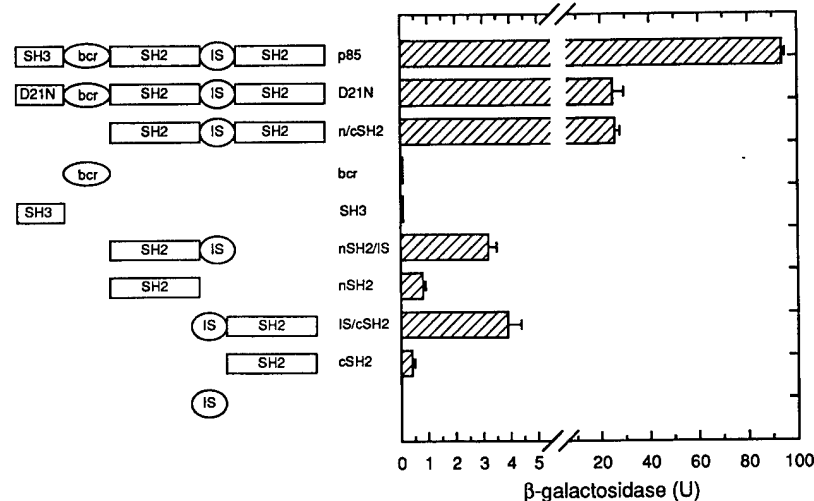 SH3 bcr SH2 IS SH2 p85
D21N bcr SH2 IS SH2 D21N
SH2 IS SH2 n/cSH2
bcr bcr
SH3 SH3
SH2 IS nSH2/IS
SH2 nSH2
IS SH2 IS/cSH2
SH2 cSH2
IS
0 1 2 3 4 5 20 40 60 80 100
β-galactosidase (U)